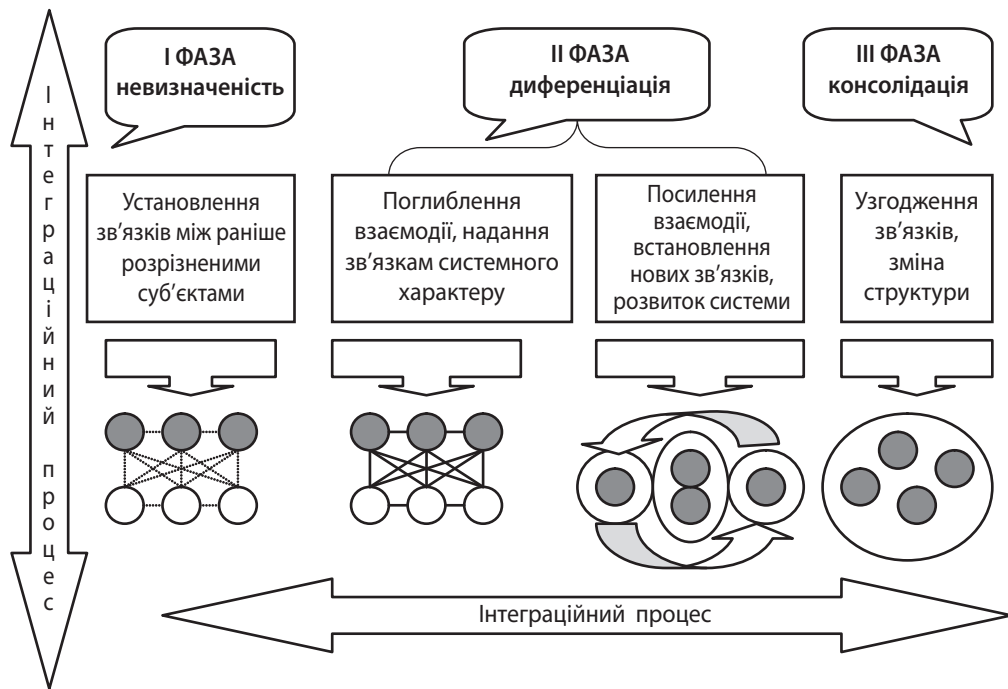 Інтеграційний процес
І ФАЗА
невизначеність
ІІ ФАЗА
диференціація
ІІІ ФАЗА
консолідація
Установлення
зв’язків між раніше
розрізненими
суб’єктами
Поглиблення
взаємодії, надання
зв’язкам системного
характеру
Посилення
взаємодії,
встановлення
нових зв’язків,
розвиток системи
Узгодження
зв’язків,
зміна
структури
Інтеграційний процес